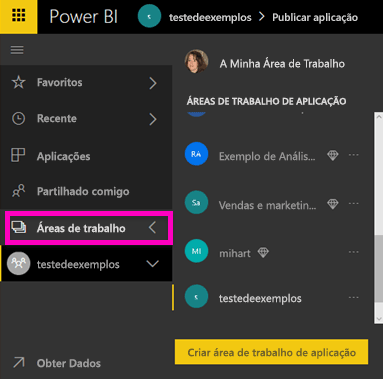 Power BI
t
testedeexemplos > Publicar aplicação
Favoritos
Recente
Aplicações
Partilhado comigo
Áreas de trabalho
testedeexemplos
Obter Dados
A Minha Área de Trabalho
ÁREAS DE TRABALHO DE APLICAÇÃO
RÁ Exemplo de Anális... ...
Sa Vendas e marketin... ...
MI mihart ...
t testedeexemplos ...
Criar área de trabalho de aplicação